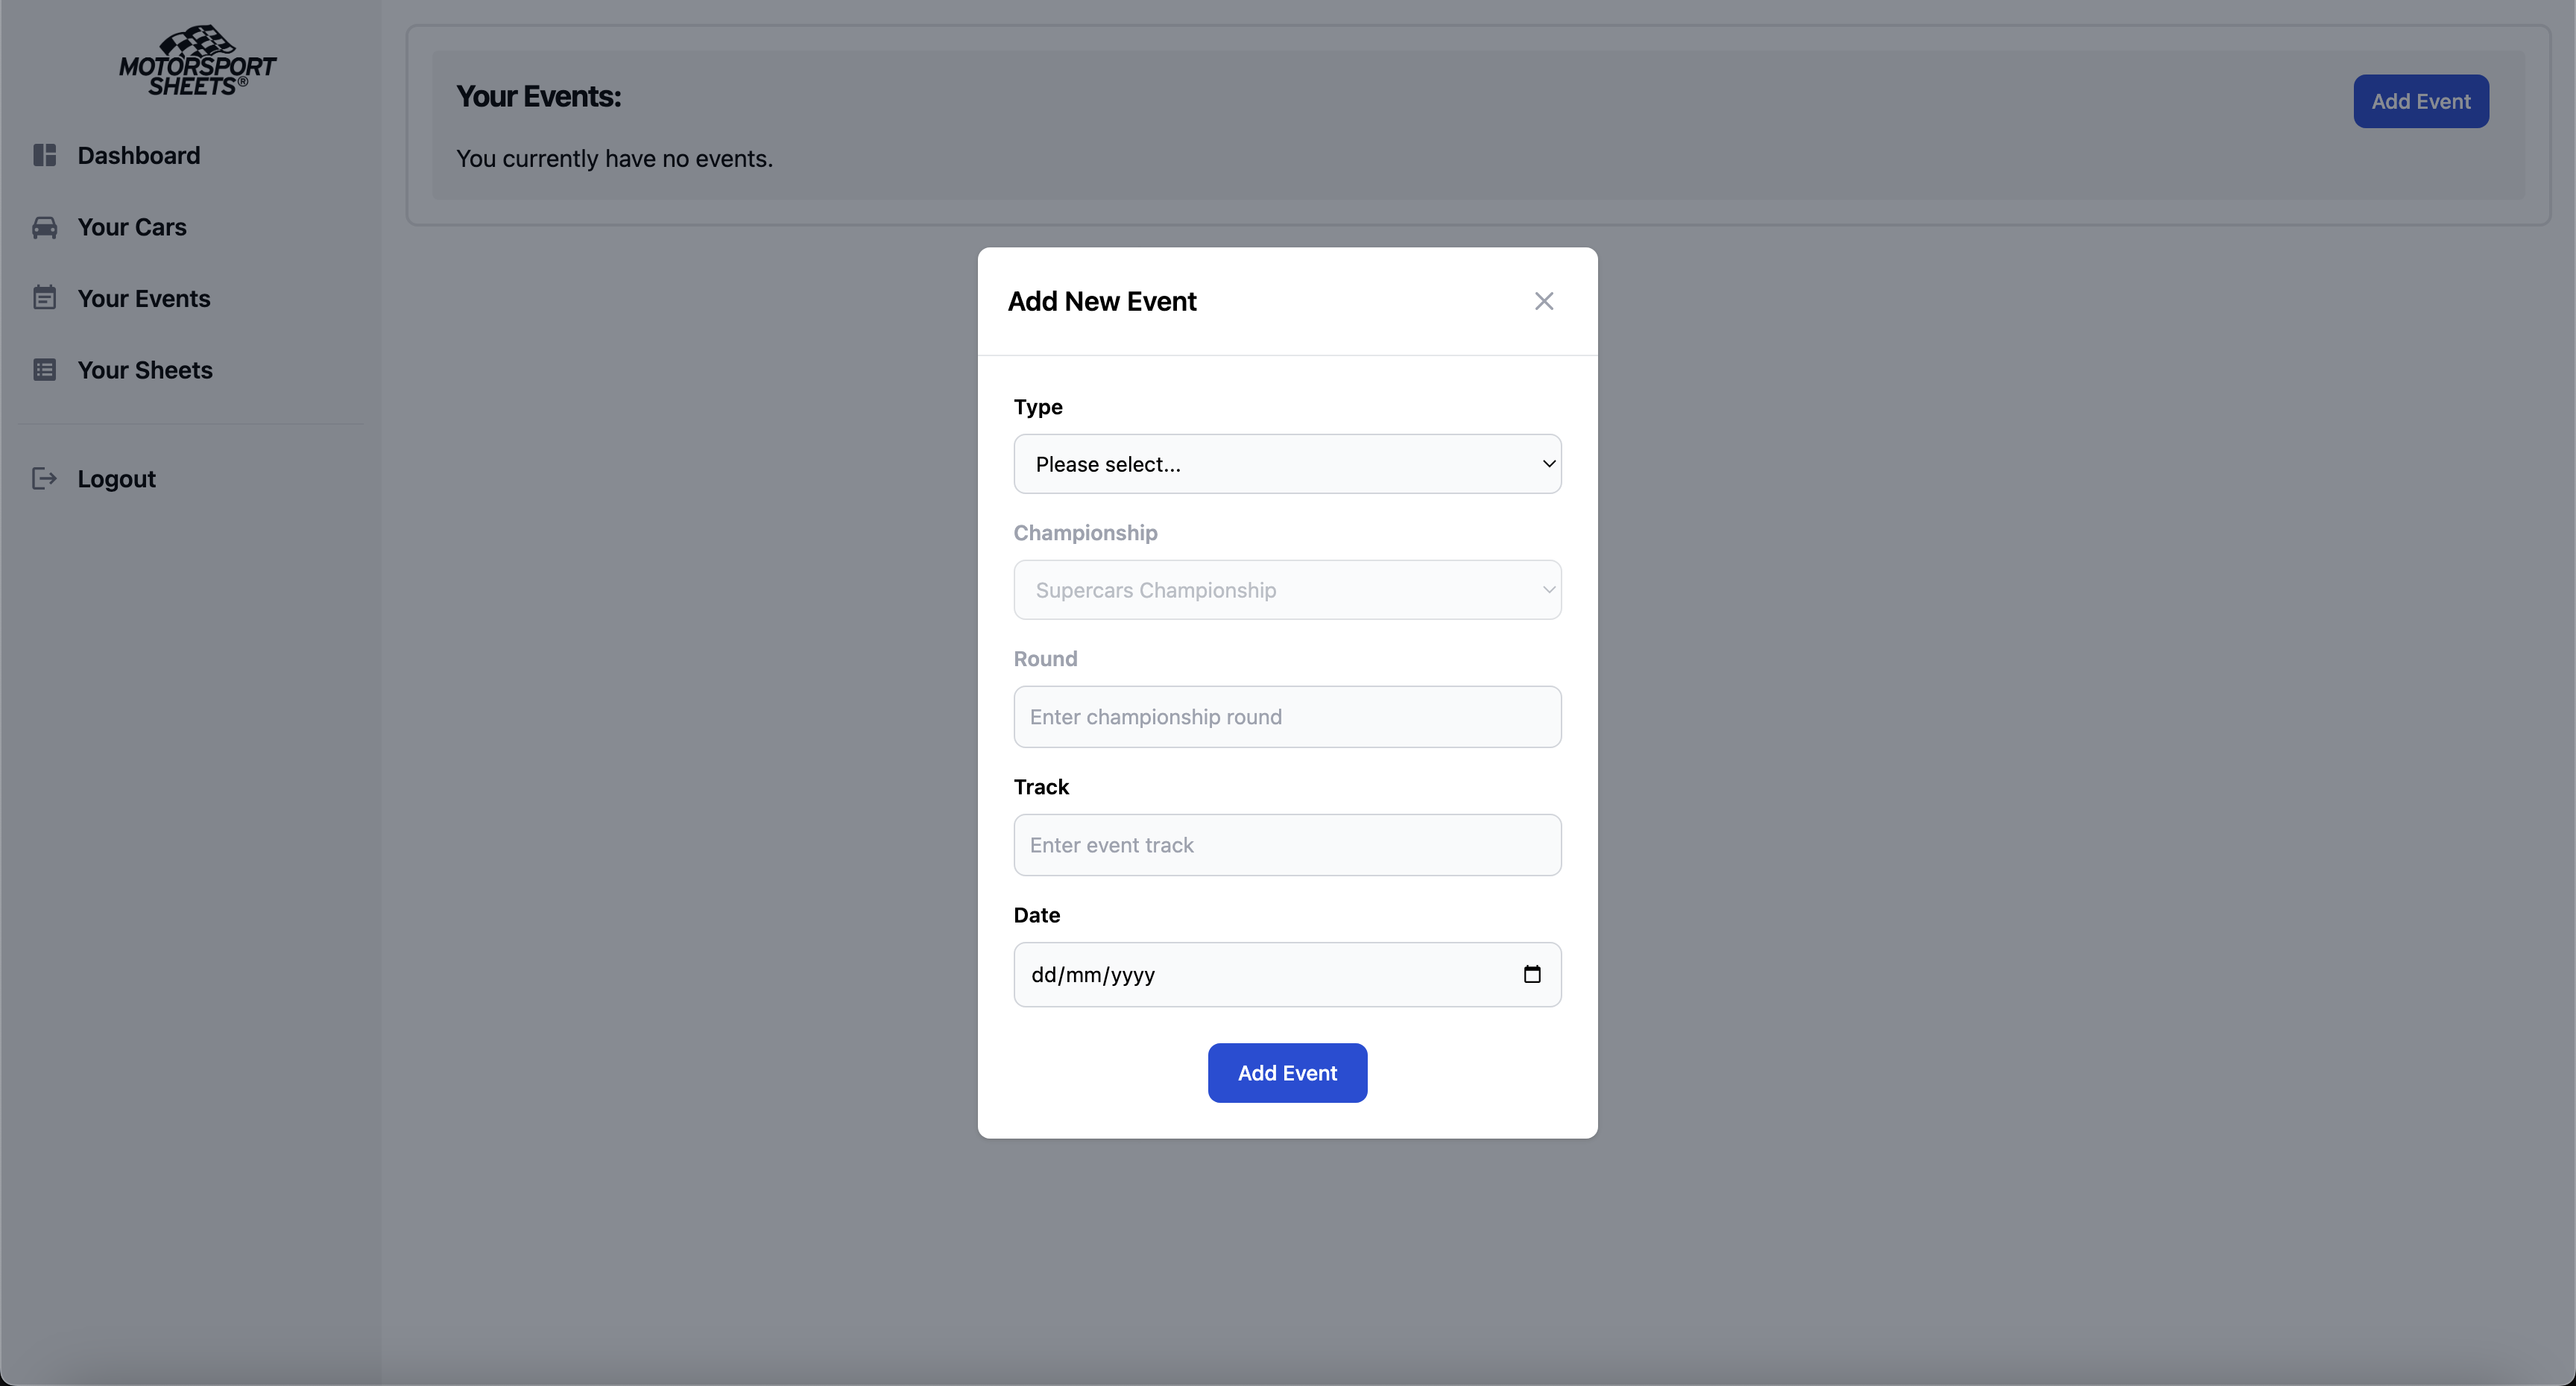 MOTORSPORT
SHEETS®
Dashboard
Your Cars
Your Events
Your Sheets
Logout
Your Events:
Add Event
You currently have no events.
Add New Event
Type
Please select...
Championship
Supercars Championship
Round
Enter championship round
Track
Enter event track
Date
dd/mm/yyyy
Add Event